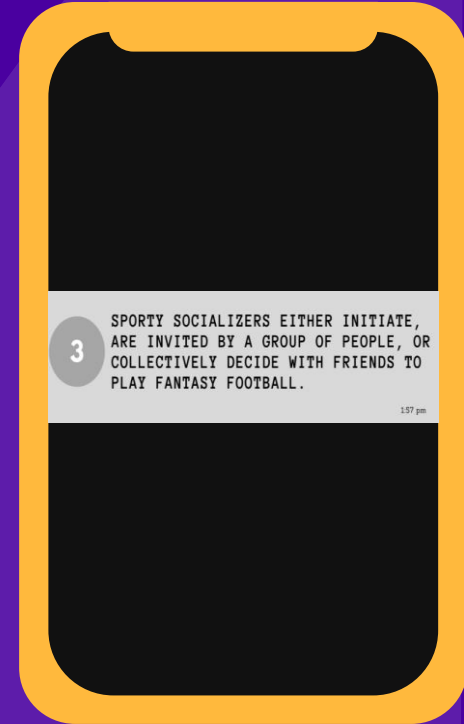 3
SPORTY SOCIALIZERS EITHER INITIATE,
ARE INVITED BY A GROUP OF PEOPLE, OR
COLLECTIVELY DECIDE WITH FRIENDS TO
PLAY FANTASY FOOTBALL.
1:57 pm